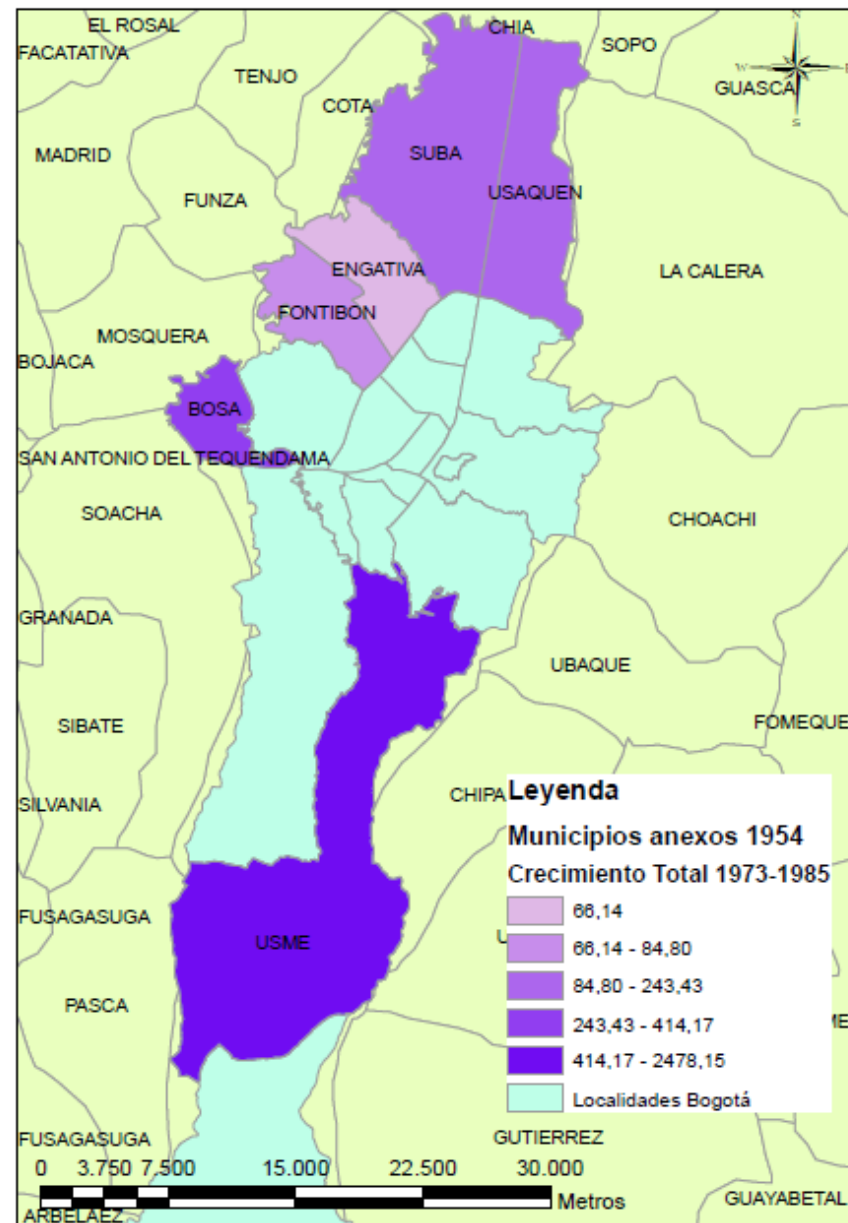 CHIA
EL ROSAL
SOPO
FACATATIVA
TENJO
GUASCA
N
W
S
COTA
MADRID
SUBA
USAQUEN
FUNZA
ENGATIVA
LA CALERA
FONTIBON
MOSQUERA
BOJACA
BOSA
SAN ANTONIO DEL TEQUENDAMA
SOACHA
CHOACHI
GRANADA
UBAQUE
SIBATE
FOMEQUE
SILVANIA
CHIPA
Leyenda
Municipios anexos 1954
Crecimiento Total 1973-1985
66,14
66,14 - 84,80
84,80 - 243,43
243,43 - 414,17
414,17 - 2478,15
Localidades Bogotá
FUSAGASUGA
USME
U
PASCA
ME
FUSAGASUGA
GUTIERREZ
0 3.750 7.500 15.000 22.500 30.000
Metros
GUAYABETAL
ARBELAEZ